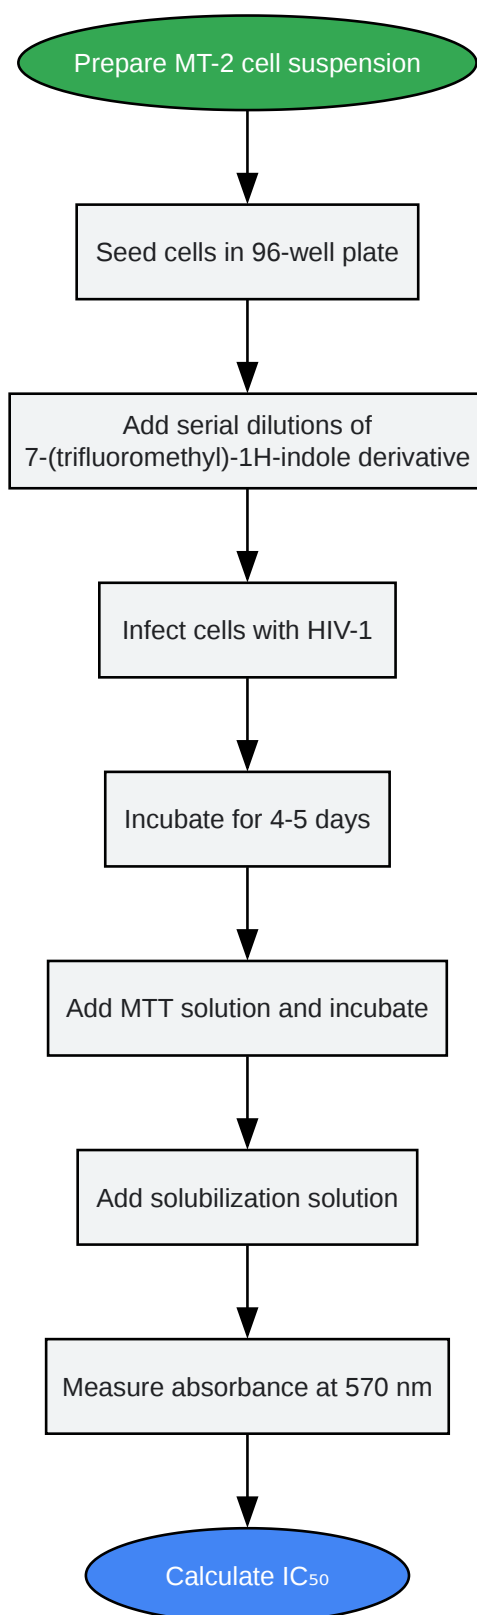 Prepare MT-2 cell suspension
Seed cells in 96-well plate
Add serial dilutions of
7-(trifluoromethyl)-1H-indole derivative
Infect cells with HIV-1
Incubate for 4-5 days
Add MTT solution and incubate
Add solubilization solution
Measure absorbance at 570 nm
Calculate IC₅₀